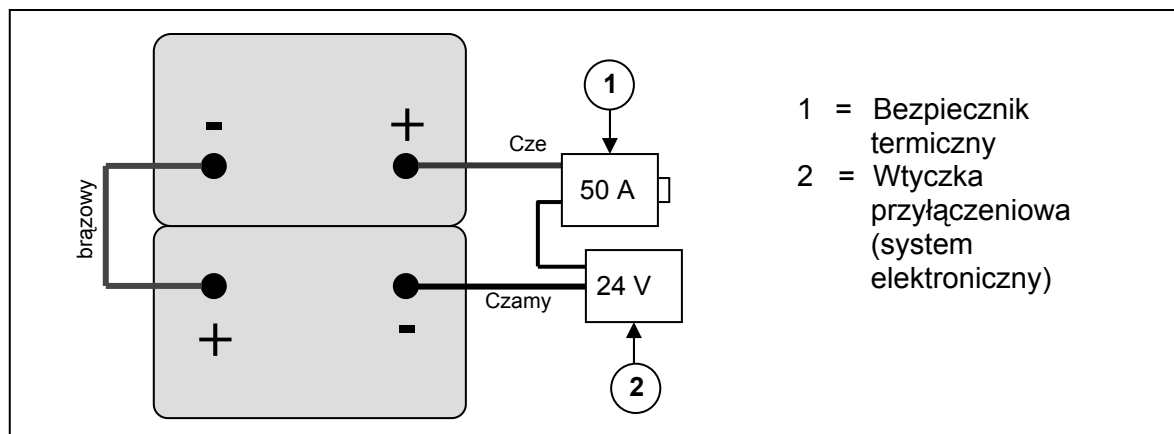 -
+
Cze
1
50 A
brązowy
24 V
Czamy
+
-
2
1 = Bezpiecznik
termiczny
2 = Wtyczka
przyłączeniowa
(system
elektroniczny)